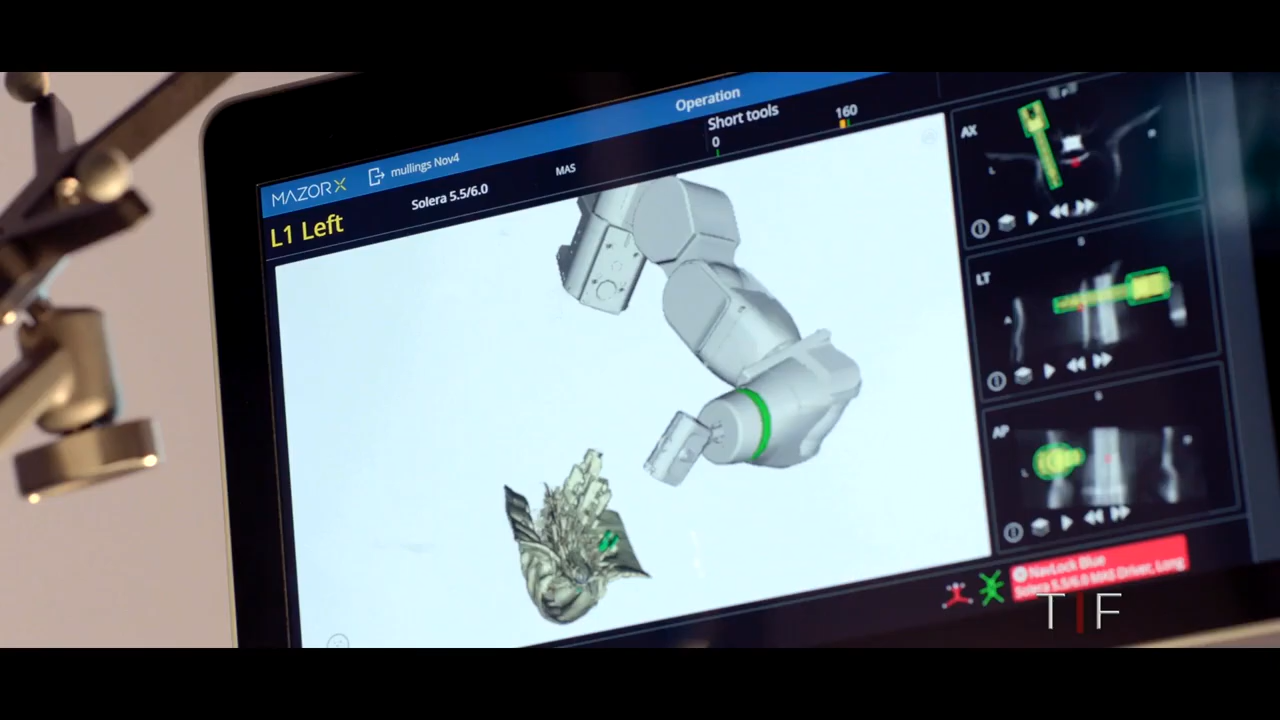 Operation
MAZOR X
mullings Nov4
Short tools
0
160
MAS
Solera 5.5/6.0
L1 Left
AX
L
R
LT
S
A
AP
S
L
NavLock Blue
Solera 5.5/6.0 MAS Driver, Long
TIF